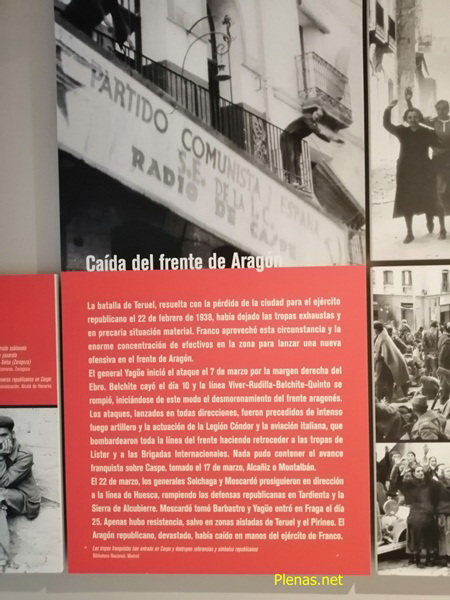 PARTIDO COMUNISTA
ESPAÑA
S.E. DE LA I.C.
RADIO DE CASPE
Caída del frente de Aragón
La batalla de Teruel, resuelta con la pérdida de la ciudad para el ejército
republicano el 22 de febrero de 1938, había dejado las tropas exhaustas y
en precaria situación material. Franco aprovechó esta circunstancia y la
enorme concentración de efectivos en la zona para lanzar una nueva
ofensiva en el frente de Aragón.
El general Yagüe inició el ataque el 7 de marzo por la margen derecha del
Ebro. Belchite cayó el 10 y la línea Viver-Rudilla-Belchite-Quinto se
rompió, iniciándose de este modo el desmoronamiento del frente aragonés.
Los ataques, lanzados en todas direcciones, fueron precedidos de intenso
fuego artillero y la actuación de la Legión Cóndor y la aviación italiana, que
bombardearon toda la línea del frente haciendo retroceder a las tropas de
Líster y a las Brigadas Internacionales. Nada pudo contener el avance
franquista sobre Caspe, tomado el 17 de marzo, Alcañiz o Montalbán.
El 22 de marzo, los generales Solchaga y Moscardó prosiguieron en dirección
a la línea de Huesca, rompiendo las defensas republicanas en Tardienta y la
Sierra de Alcubierre. Moscardó tomó Barbastro y Yagüe entró en Fraga el día
25. Apenas hubo resistencia, salvo en zonas aisladas de Teruel y el Pirineo. El
Aragón republicano, devastado, había caído en manos del ejército de Franco.
Las tropas franquistas han entrado en Caspe y destruyen referencias y símbolos republicanos
Biblioteca Nacional. Madrid
Plenas.net